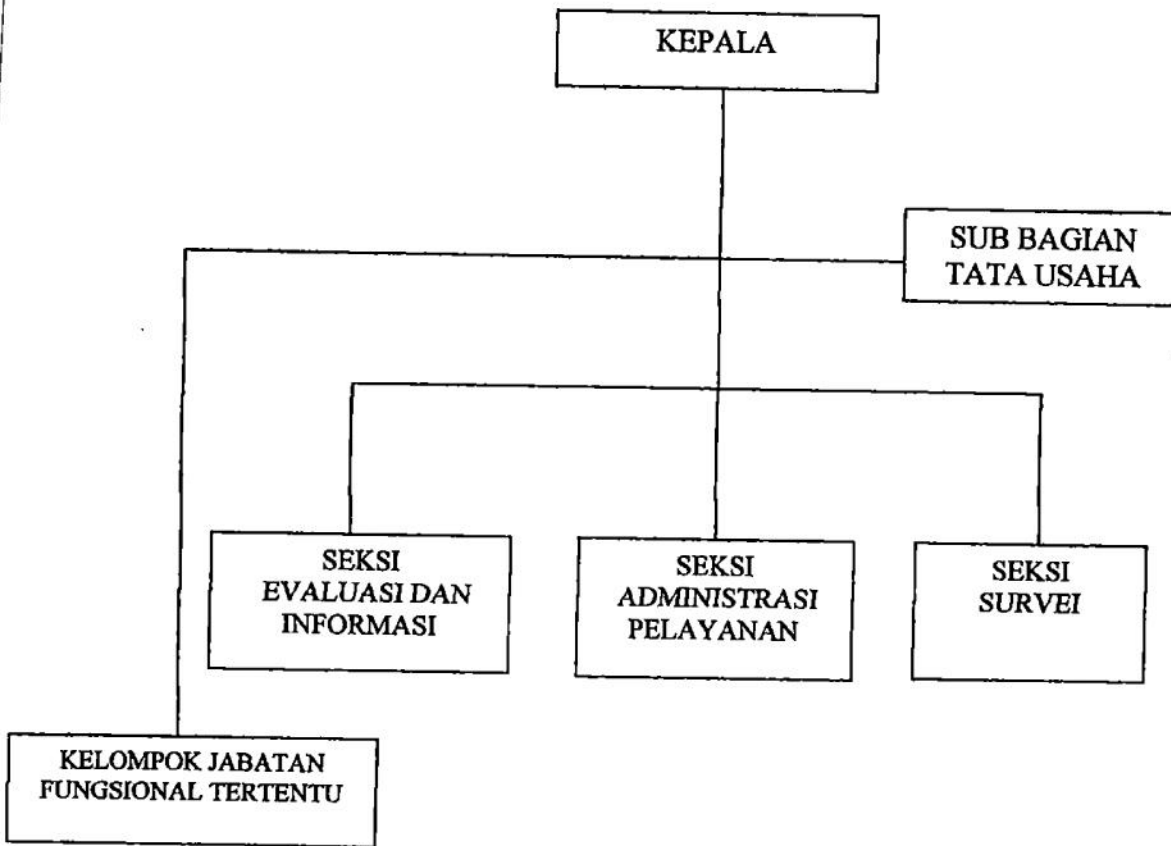 KEPALA
SUB BAGIAN
TATA USAHA
SEKSI
EVALUASI DAN
INFORMASI
SEKSI
ADMINISTRASI
PELAYANAN
SEKSI
SURVEI
KELOMPOK JABATAN
FUNGSIONAL TERTENTU